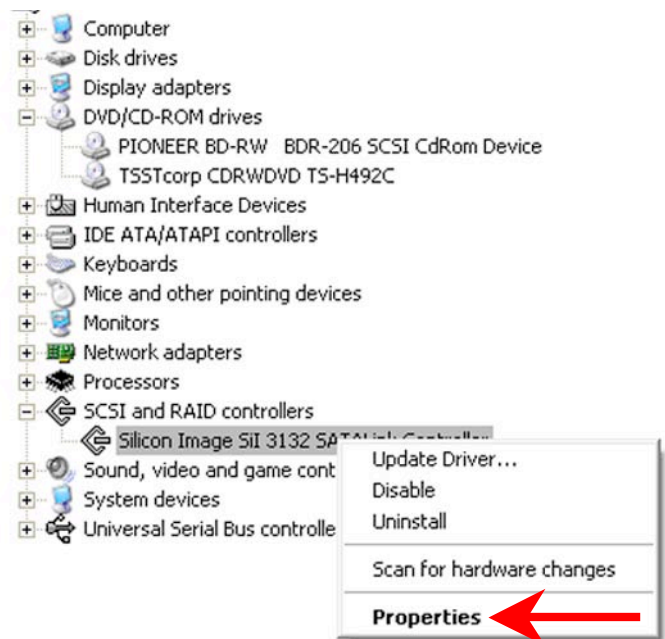 Computer
Disk drives
Display adapters
DVD/CD-ROM drives
PIONEER BD-RW BDR-206 SCSI CdRom Device
TSSTcorp CDRWDVD TS-H492C
Human Interface Devices
IDE ATA/ATAPI controllers
Keyboards
Mice and other pointing devices
Monitors
Network adapters
Processors
SCSI and RAID controllers
Silicon Image SiI 3132 SATALink Controller
Sound, video and game cont
System devices
Universal Serial Bus controlle
Update Driver...
Disable
Uninstall
Scan for hardware changes
Properties